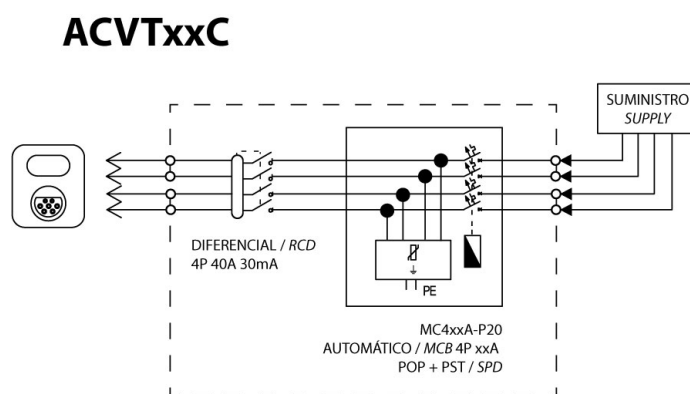 ACVTxxC
SUMINISTRO
SUPPLY
DIFERENCIAL / RCD
4P 40A 30mA
PE
MC4xxA-P20
AUTOMÁTICO / MCB 4P xxA
POP + PST / SPD